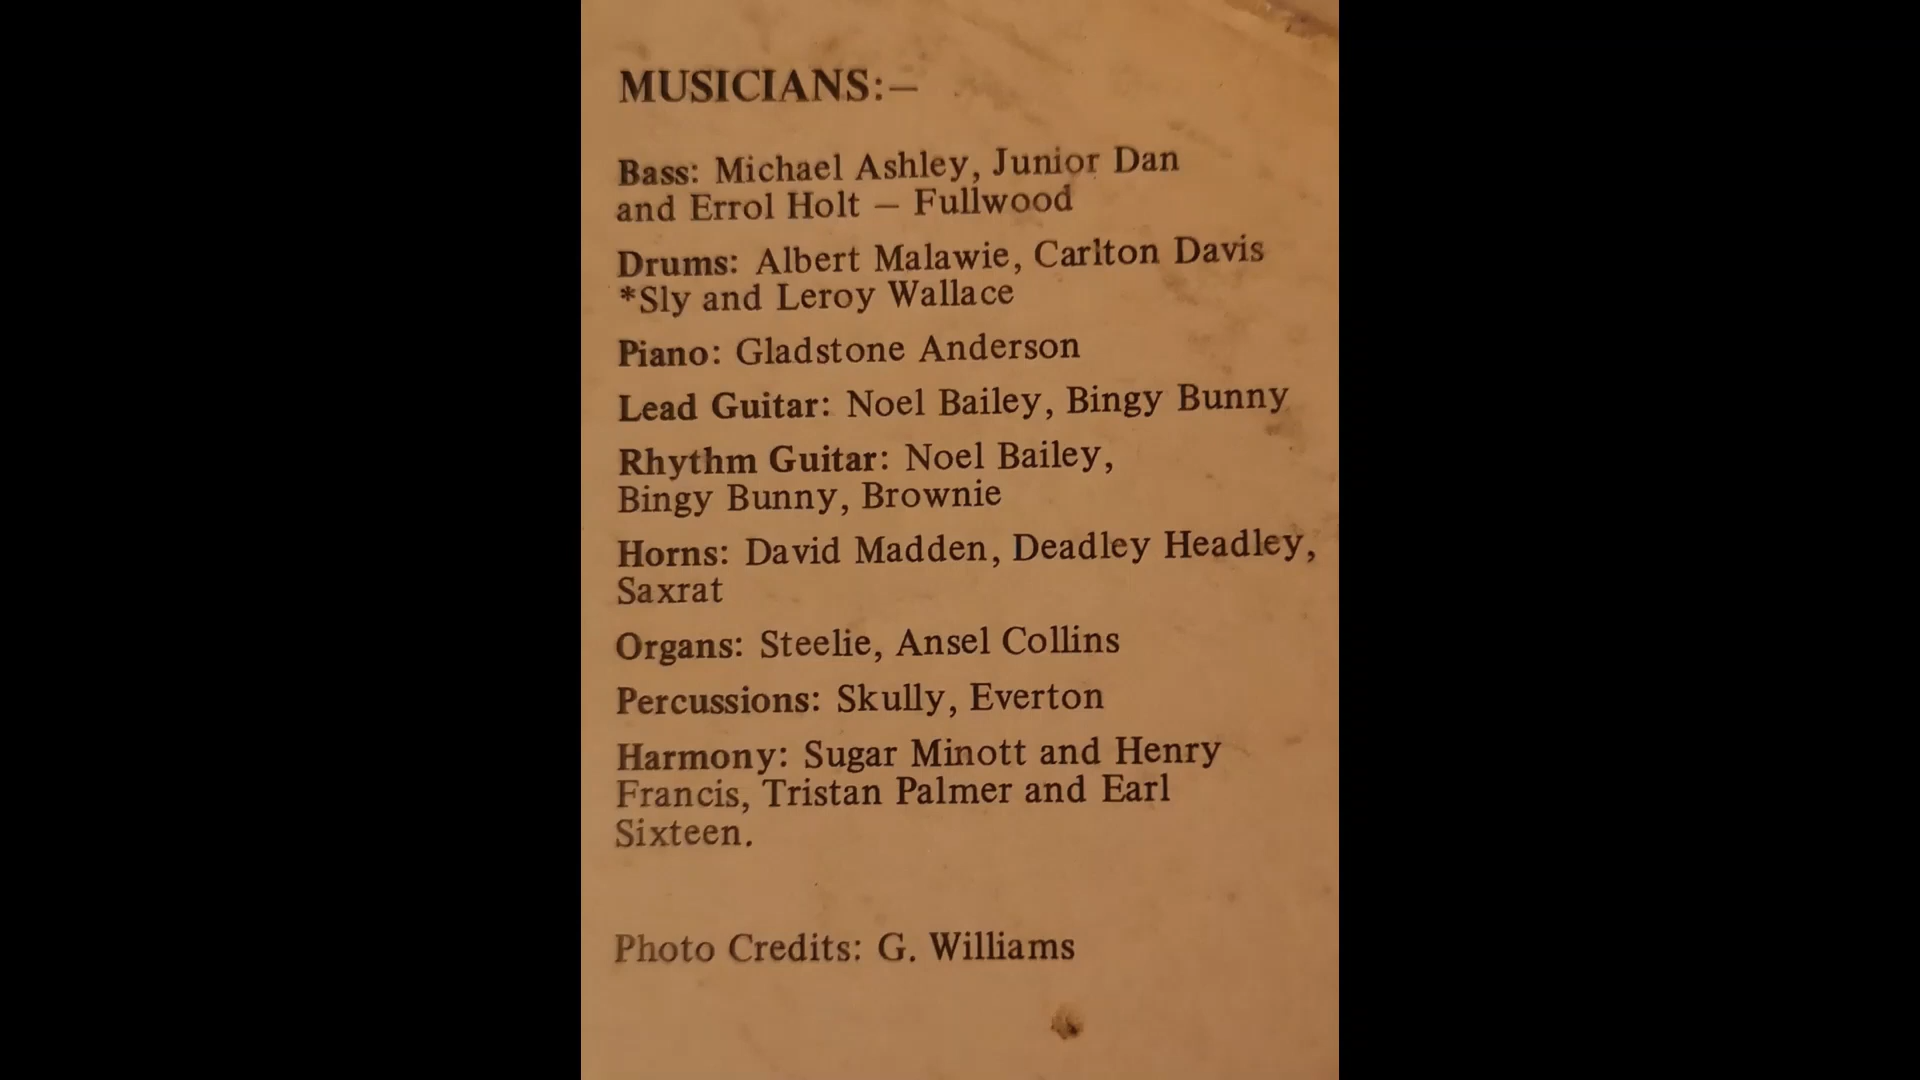 MUSICIANS:—
Bass: Michael Ashley, Junior Dan
and Errol Holt — Fullwood
Drums: Albert Malawie, Carlton Davis
*Sly and Leroy Wallace
Piano: Gladstone Anderson
Lead Guitar: Noel Bailey, Bingy Bunny
Rhythm Guitar: Noel Bailey,
Bingy Bunny, Brownie
Horns: David Madden, Deadley Headley,
Saxrat
Organs: Steelie, Ansel Collins
Percussions: Skully, Everton
Harmony: Sugar Minott and Henry
Francis, Tristan Palmer and Earl
Sixteen.
Photo Credits: G. Williams